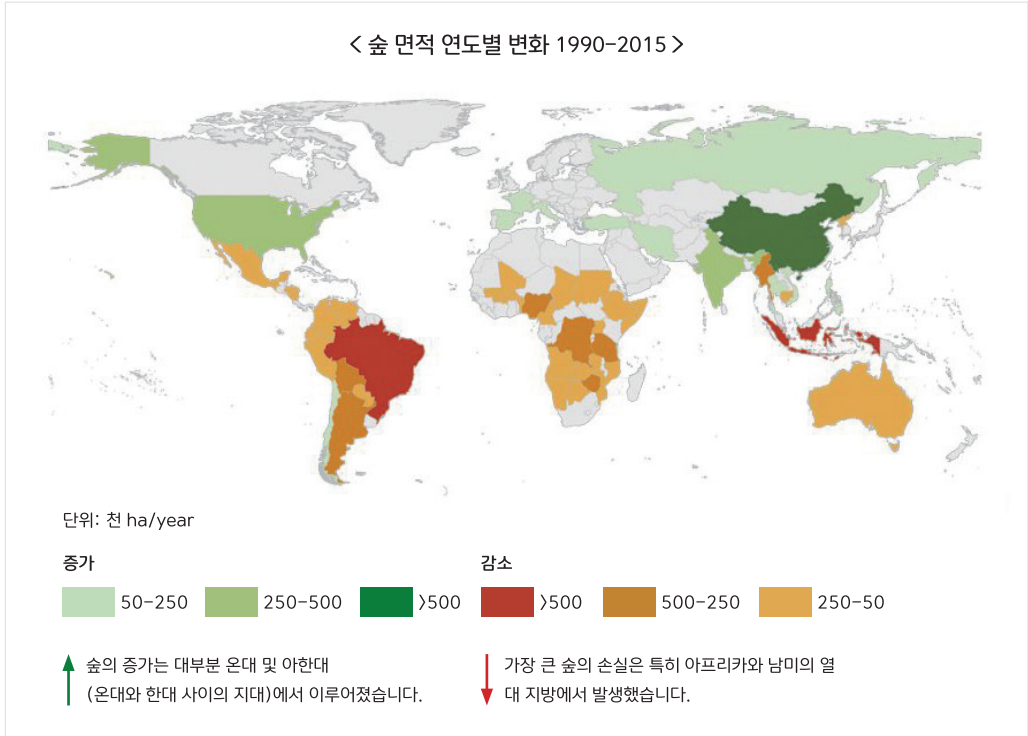 < 숲 면적 연도별 변화 1990-2015 >
단위: 천 ha/year
증가
감소
50-250
250-500
>500
>500
500-250
250-50
숲의 증가는 대부분 온대 및 아한대
(온대와 한대 사이의 지대)에서 이루어졌습니다.
가장 큰 숲의 손실은 특히 아프리카와 남미의 열
대 지방에서 발생했습니다.